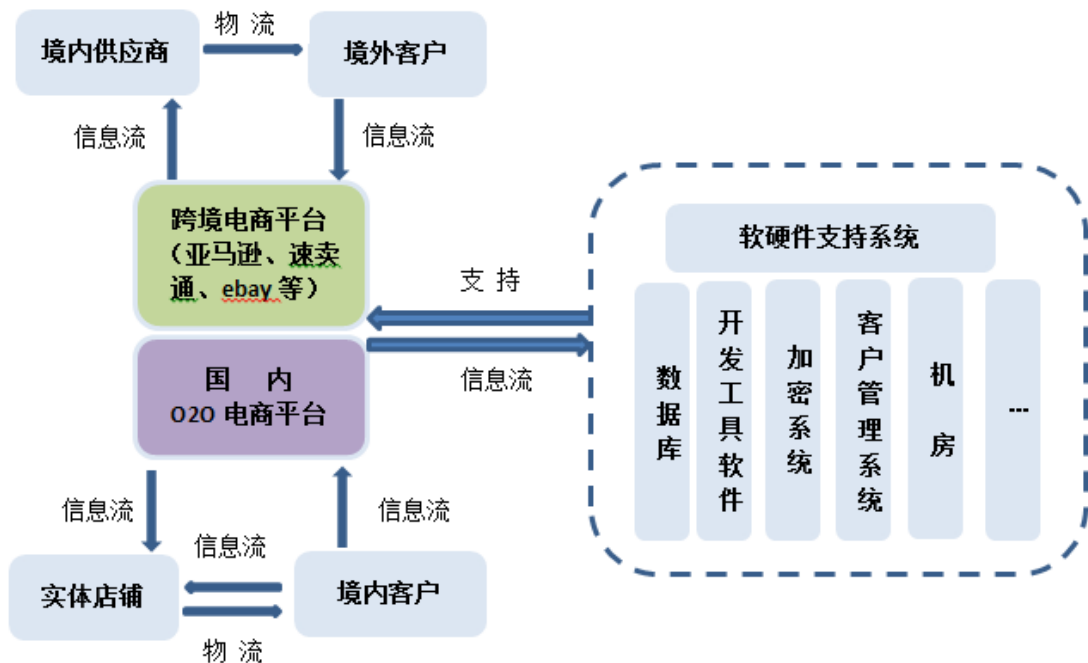 物 流
境内供应商
境外客户
信息流
信息流
跨境电商平台
（亚马逊、速卖
通、ebay 等）
国 内
O2O 电商平台
支 持
信息流
软硬件支持系统
数据库
开发工具软件
加密系统
客户管理系统
机房
...
信息流
信息流
信息流
实体店铺
境内客户
物 流